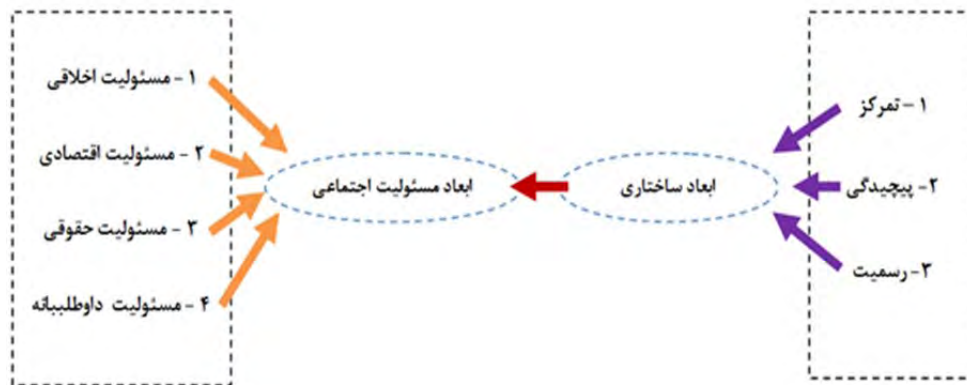 ۱ - تمرکز
۲- پیچیدگی
۳- رسمیت
ابعاد ساختاری
ابعاد مسئولیت اجتماعی
۱ - مسئولیت اخلاقی
۲ - مسئولیت اقتصادی
۳ - مسئولیت حقوقی
۴ - مسئولیت داوطلببانه